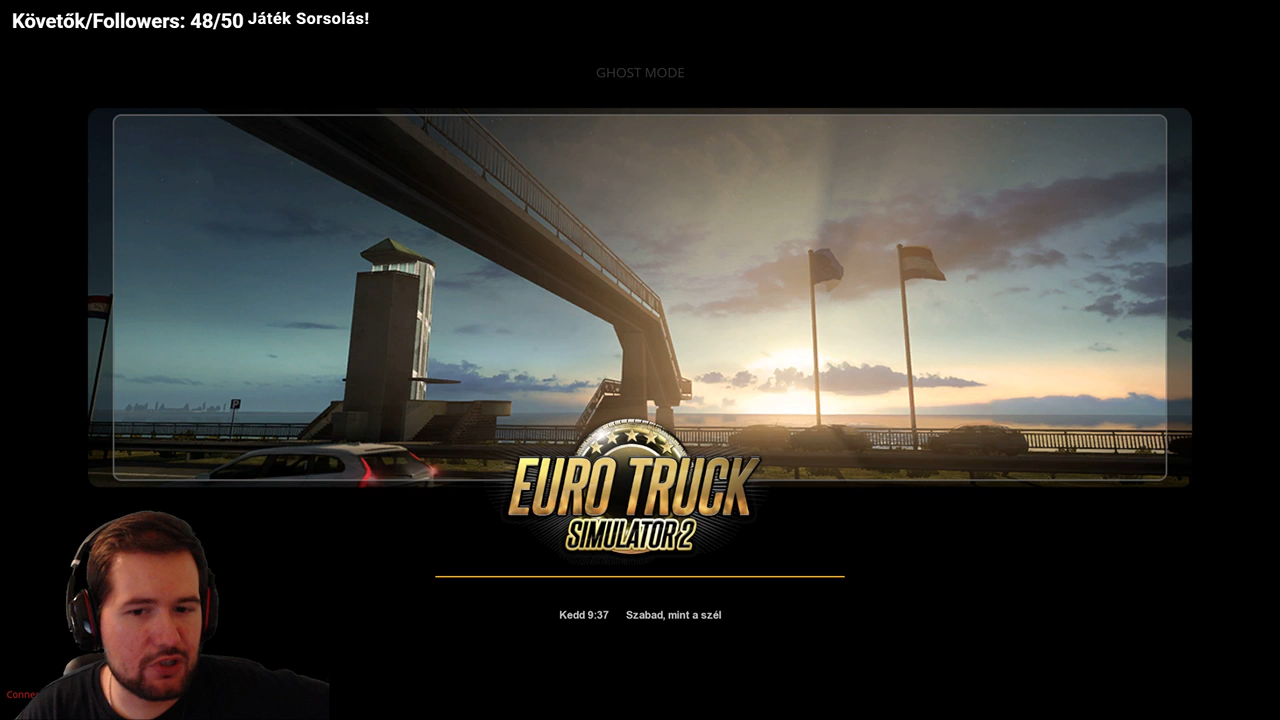 Követők/Followers: 48/50 Játék Sorsolás!
GHOST MODE
P
EURO TRUCK
SIMULATOR 2
Kedd 9:37 Szabad, mint a szél